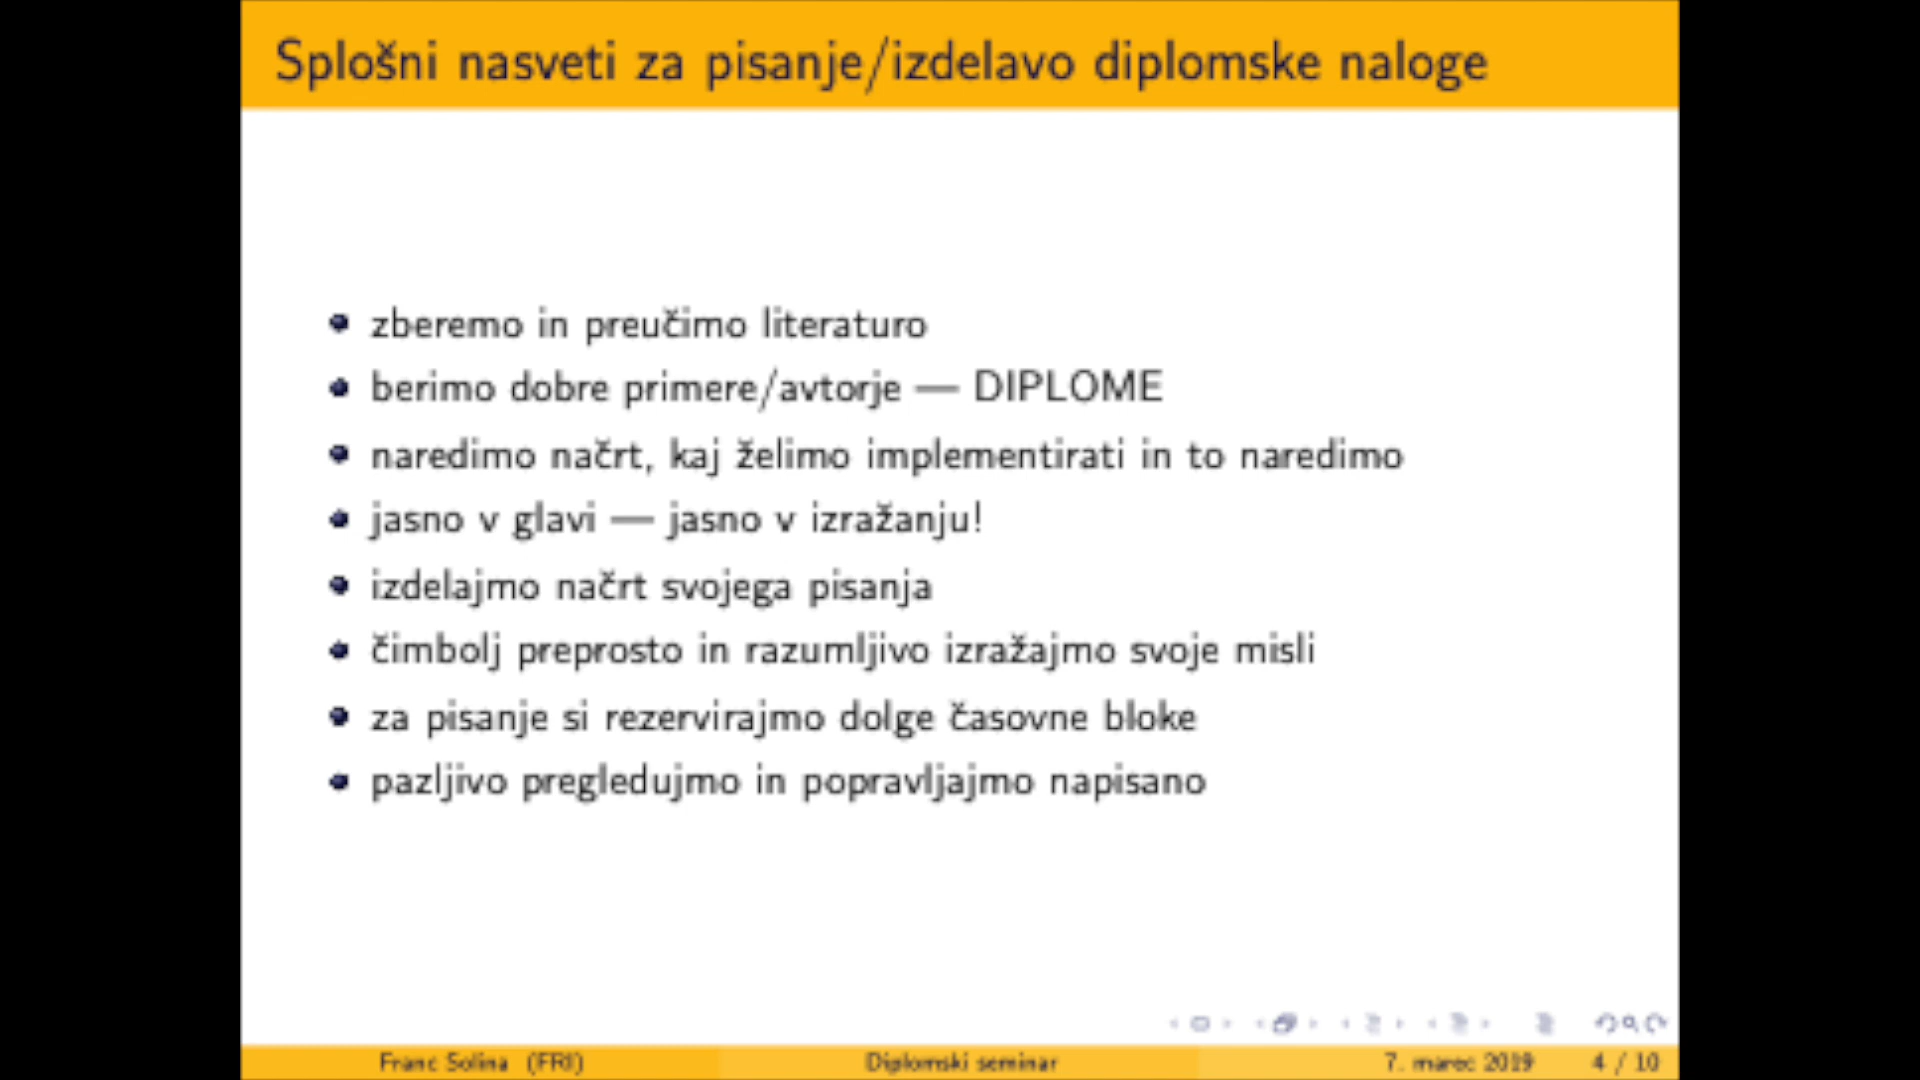 Splošni nasveti za pisanje/izdelavo diplomske naloge
zberemo in preučimo literaturo
berimo dobre primere/avtorje — DIPLOME
naredimo načrt, kaj želimo implementirati in to naredimo
jasno v glavi — jasno v izražanju!
izdelajmo načrt svojega pisanja
čimbolj preprosto in razumljivo izražajmo svoje misli
za pisanje si rezervirajmo dolge časovne bloke
pazljivo pregledujmo in popravljajmo napisano
Franc Solina (FRI) Diplomski seminar 7. marec 2019 4 / 10